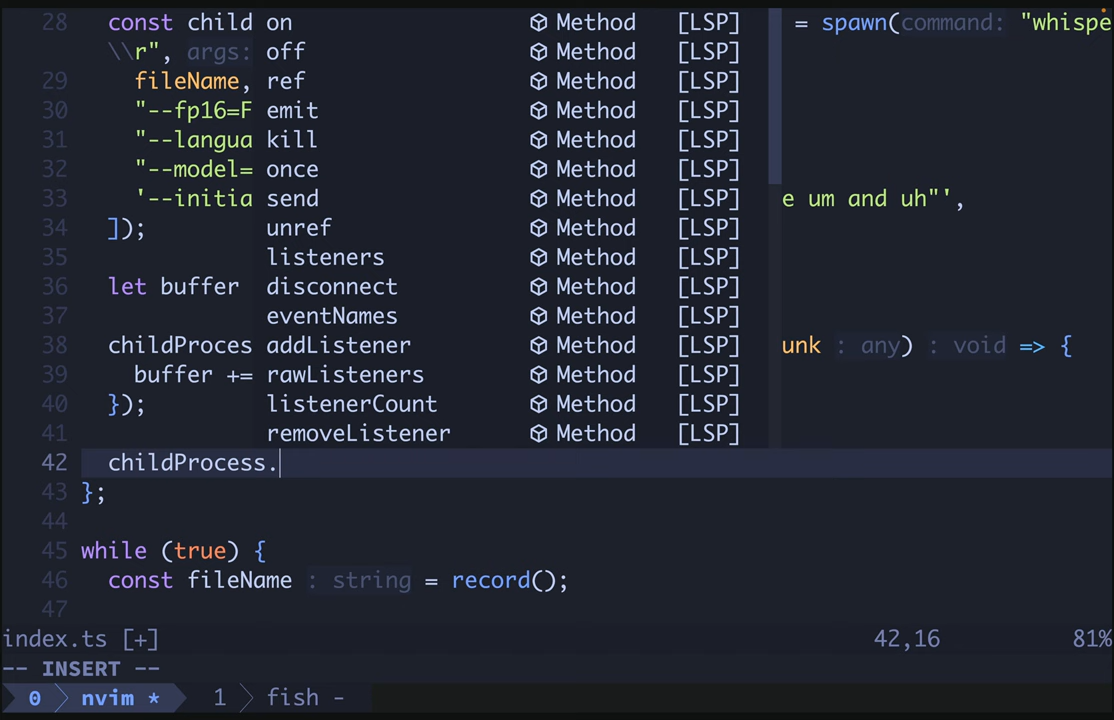 28 const child on Method [LSP] = spawn(command: "whispe
\\r", args: off Method [LSP]
29 fileName, ref Method [LSP]
30 "--fp16=F emit Method [LSP]
31 "--langua kill Method [LSP]
32 "--model= once Method [LSP]
33 '--initia send Method [LSP] e um and uh"',
34 ]); unref Method [LSP]
35 listeners Method [LSP]
36 let buffer disconnect Method [LSP]
37 eventNames Method [LSP]
38 childProces addListener Method [LSP] unk : any) : void => {
39 buffer += rawListeners Method [LSP]
40 }); listenerCount Method [LSP]
41 removeListener Method [LSP]
42 childProcess.
43 };
44
45 while (true) {
46 const fileName : string = record();
47
index.ts [+] 42,16 81%
-- INSERT --
0 nvim * 1 fish -